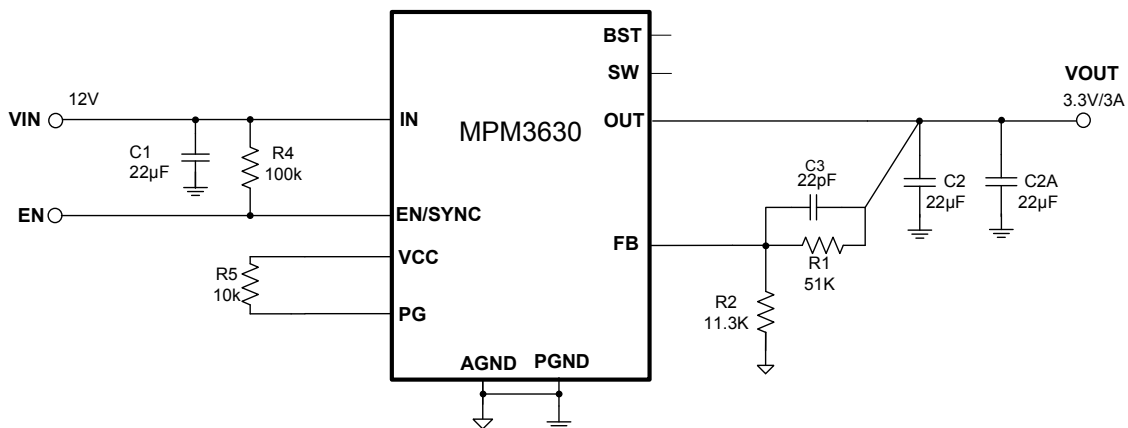 BST
SW
VOUT
12V
3.3V/3A
VIN
IN
MPM3630
OUT
C1
22µF
R4
100k
C3
22pF
C2
22µF
C2A
22µF
EN
EN/SYNC
FB
VCC
R1
51K
R5
10k
R2
11.3K
PG
AGND
PGND